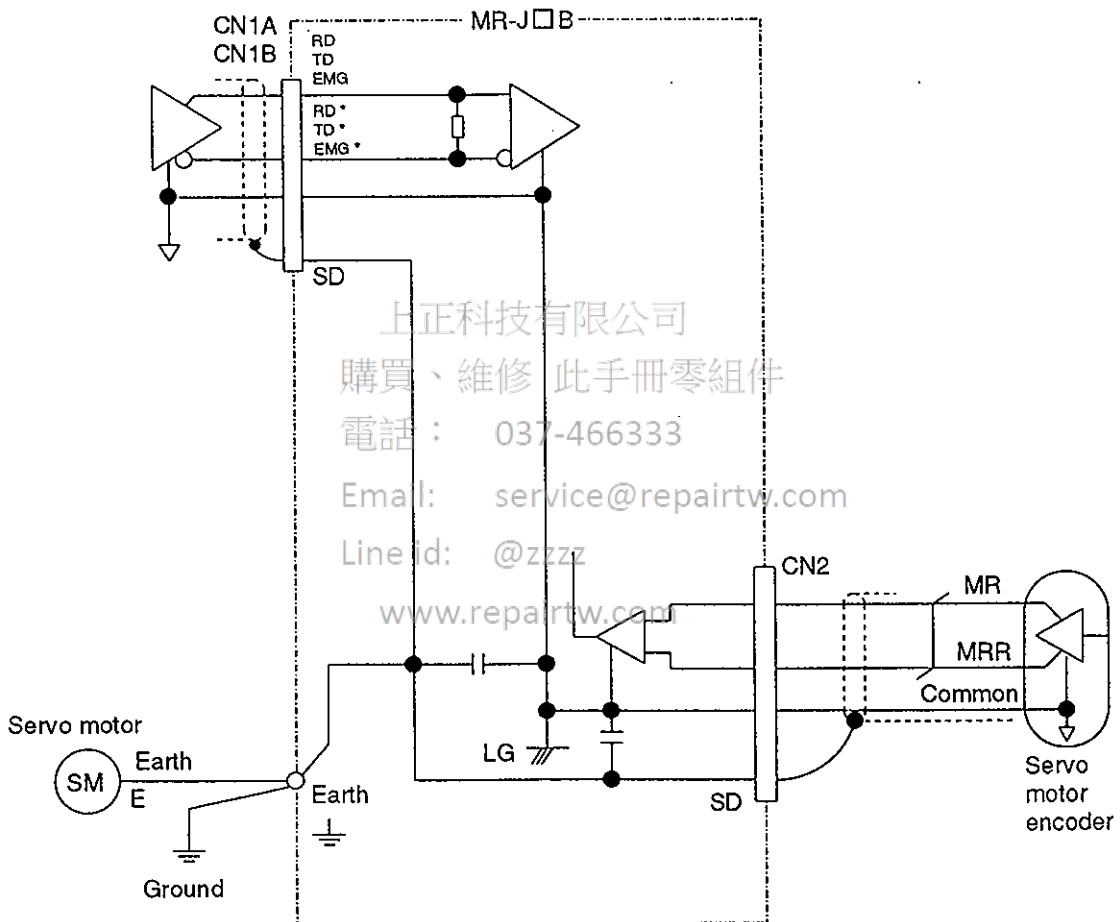 MR-J□B
CN1A
CN1B
RD
TD
EMG
RD*
TD*
EMG*
SD
上正科技有限公司
購買、維修 此手冊零組件
電話： 037-466333
Email: service@repairtw.com
Line id: @zzzz
www.repairtw.com
CN2
MR
MRR
Common
LG
SD
Servo motor
SM
Earth
E
Earth
Ground
Servo
motor
encoder